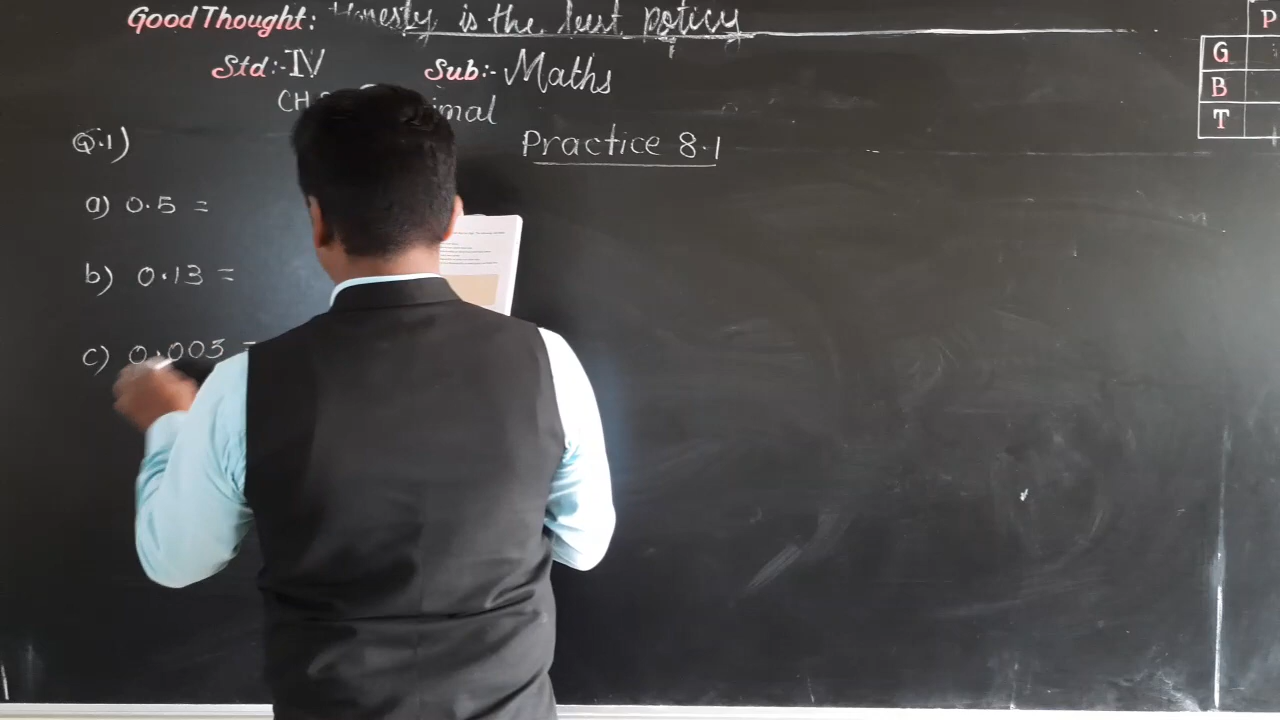 Good Thought: Honesty is the best policy
Std:- IV Sub:- Maths
CH
Practice 8.1
Q.1)
a) 0.5 =
b) 0.13 =
c) 0.003 =
P
G
B
T